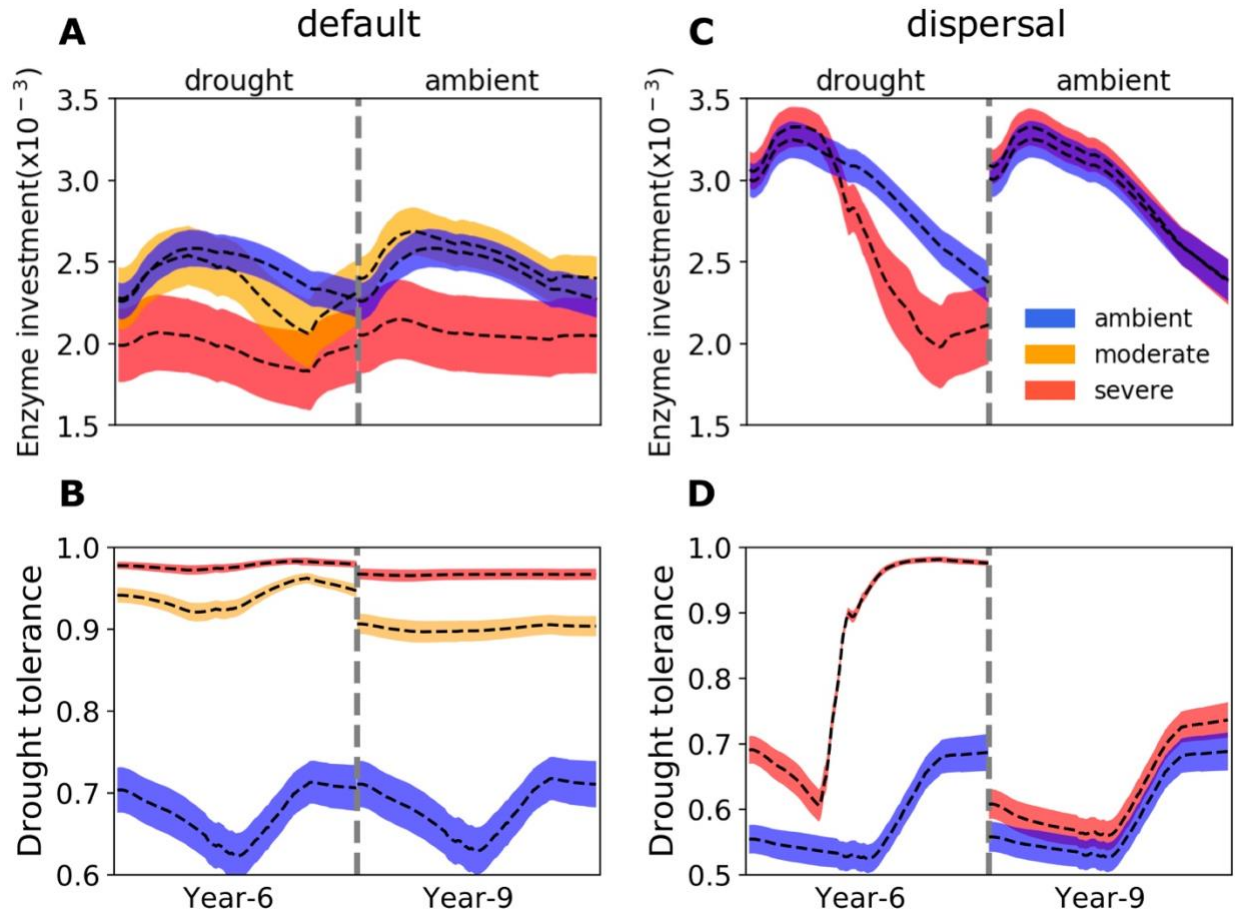 A default
drought ambient
Enzyme investment(x10⁻³)
3.5
3.0
2.5
2.0
1.5
C dispersal
drought ambient
Enzyme investment(x10⁻³)
3.5
3.0
2.5
2.0
1.5
ambient
moderate
severe
B
Drought tolerance
1.0
0.9
0.8
0.7
0.6
Year-6 Year-9
D
Drought tolerance
1.0
0.9
0.8
0.7
0.6
0.5
Year-6 Year-9